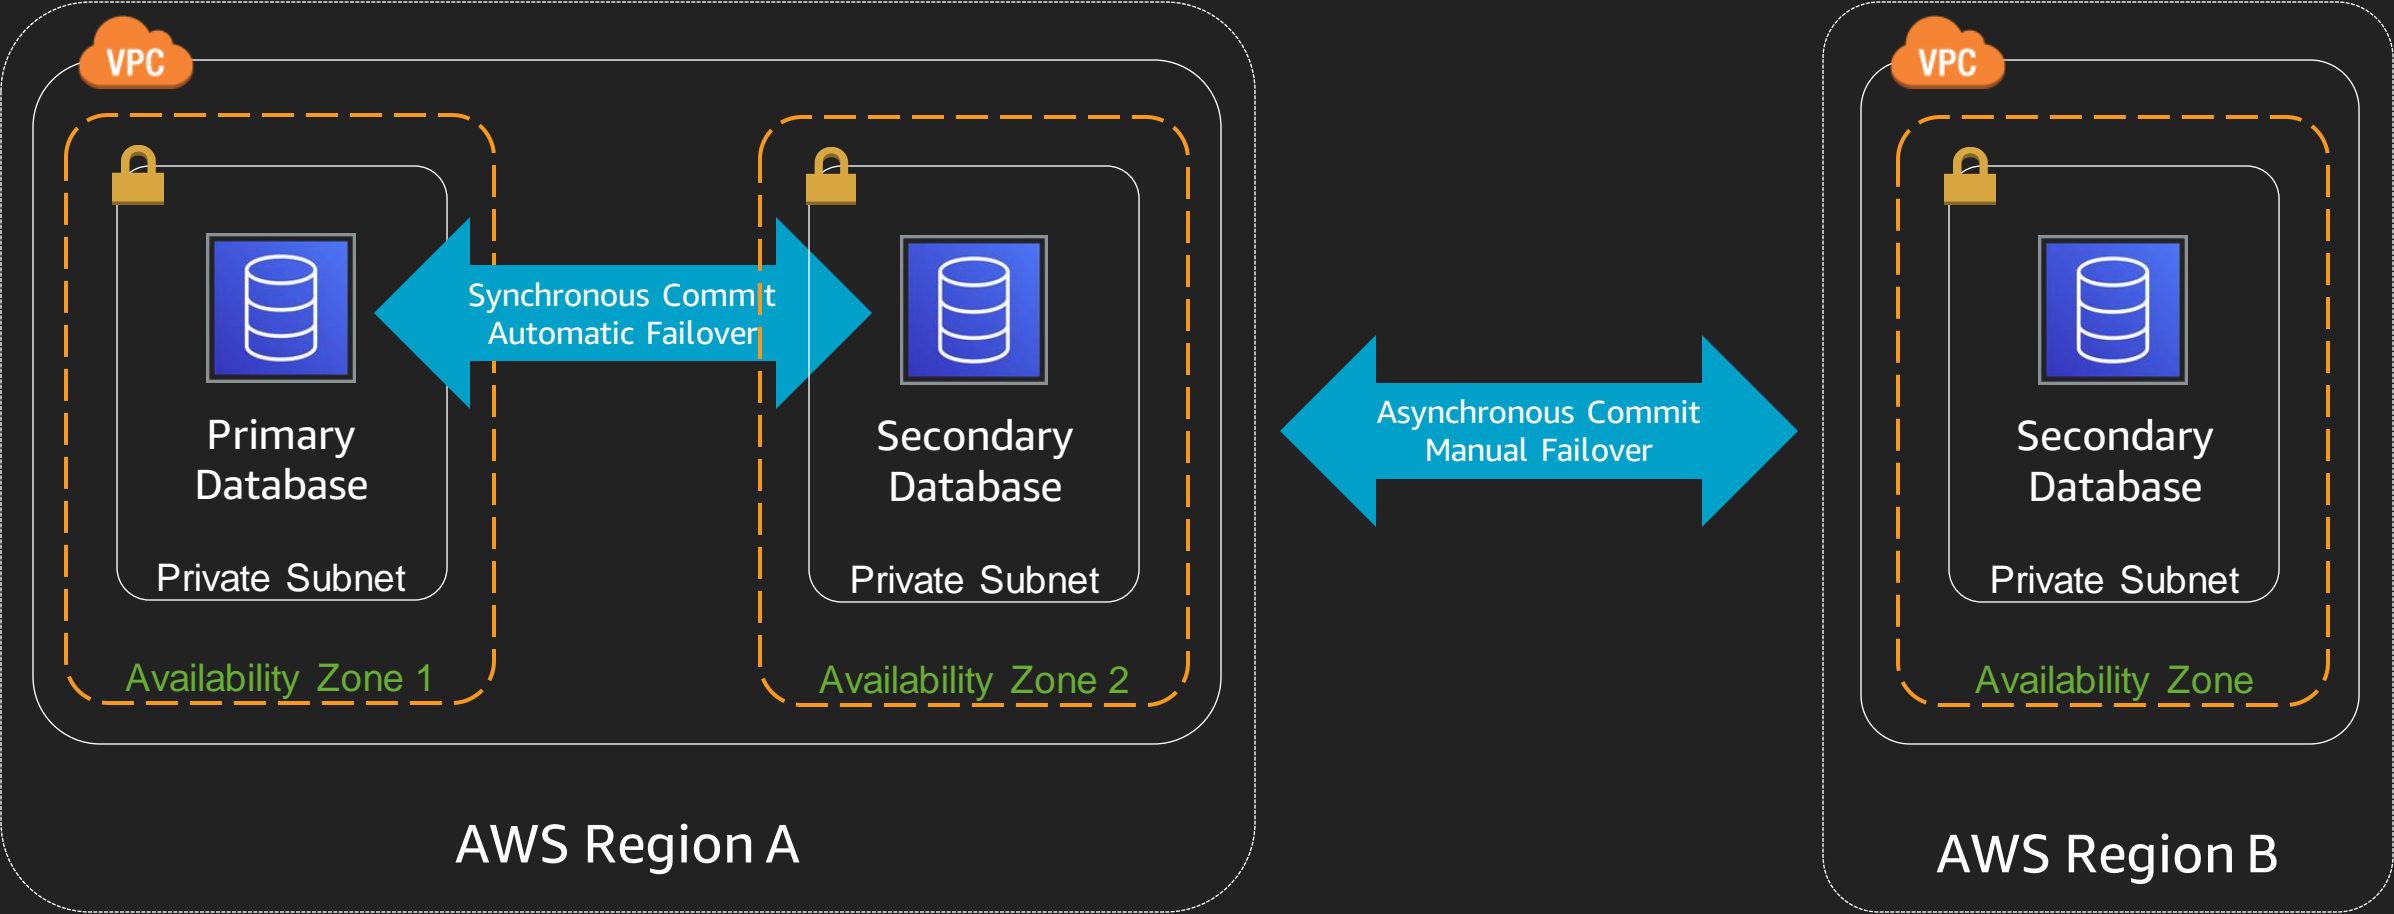 VPC
VPC
Synchronous Commit
Automatic Failover
Primary
Database
Private Subnet
Availability Zone 1
Secondary
Database
Private Subnet
Availability Zone 2
AWS Region A
Asynchronous Commit
Manual Failover
Secondary
Database
Private Subnet
Availability Zone
AWS Region B